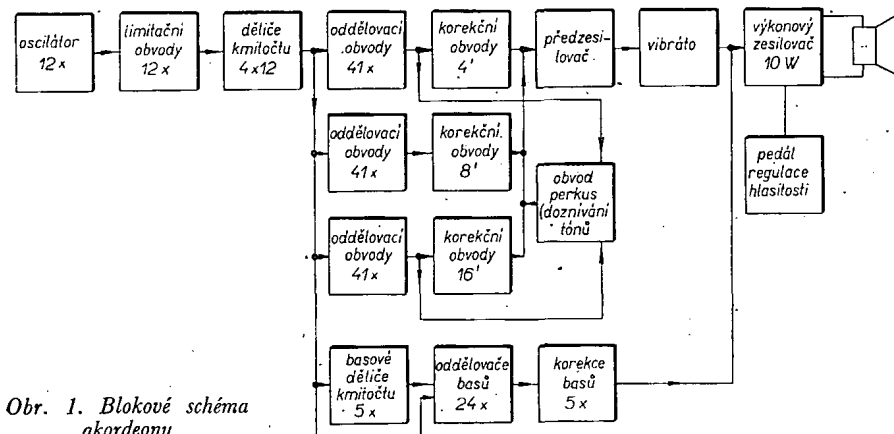 oscilátor
12 x
limitační
obvody
12 x
děliče
kmitočtu
4 x 12
oddělovací
obvody
41 x
korekční
obvody
4'
předzesi-
lovač
vibráto
výkonový
zesilovač
10 W
oddělovací
obvody
41 x
korekční
obvody
8'
obvod
perkus
(doznívání
tónů
pedál
regulace
hlasitosti
oddělovací
obvody
41 x
korekční
obvody
16'
basové
děliče
kmitočtu
5 x
oddělovače
basů
24 x
korekce
basů
5 x
Obr. 1. Blokové schéma
akordeonu